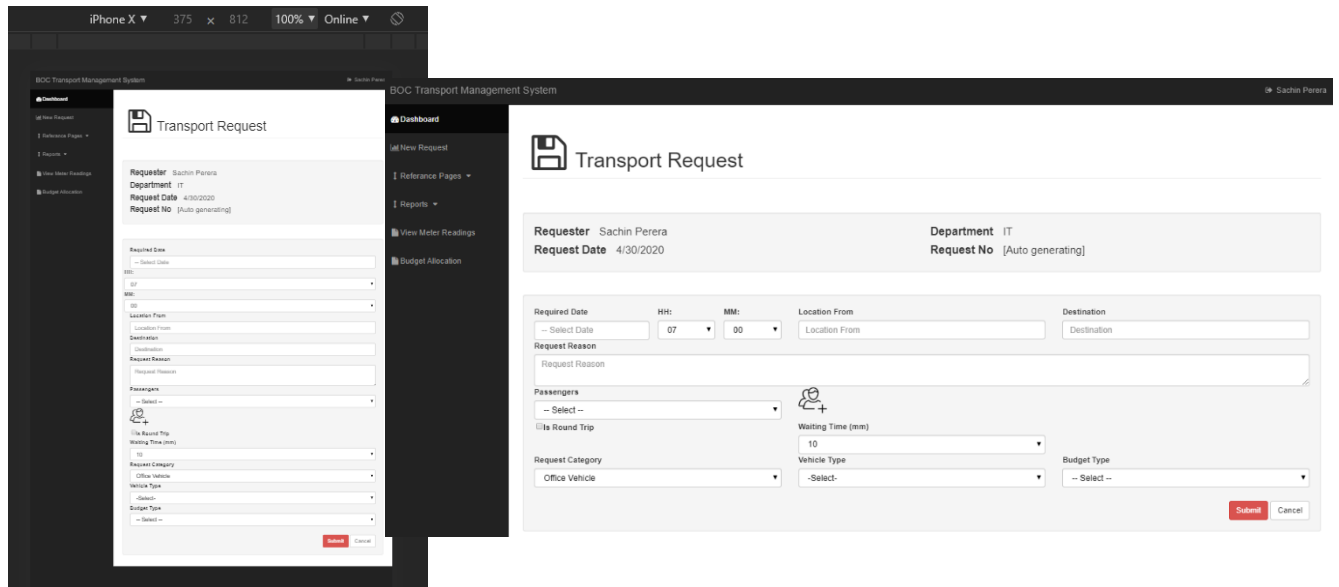 iPhone X ▼ 375 × 812 100% ▼ Online ▼
BOC Transport Management System Sachin Perer
Dashboard
New Request
Referance Pages
Reports
View Meter Readings
Budget Allocation
Transport Request
Requester Sachin Perera
Department IT
Request Date 4/30/2020
Request No [Auto generating]
Required Date
-- Select Date
HH:
07
MM:
00
Location From
Location From
Destination
Destination
Request Reason
Request Reason
Passengers
-- Select --
Is Round Trip
Waiting Time (mm)
10
Request Category
Office Vehicle
Vehicle Type
-Select-
Budget Type
-- Select --
Submit Cancel
BOC Transport Management System Sachin Perera
Dashboard
New Request
Referance Pages
Reports
View Meter Readings
Budget Allocation
Transport Request
Requester Sachin Perera Department IT
Request Date 4/30/2020 Request No [Auto generating]
Required Date HH: MM: Location From Destination
-- Select Date 07 00 Location From Destination
Request Reason
Request Reason
Passengers
-- Select --
Is Round Trip Waiting Time (mm)
10
Request Category Vehicle Type Budget Type
Office Vehicle -Select- -- Select --
Submit Cancel